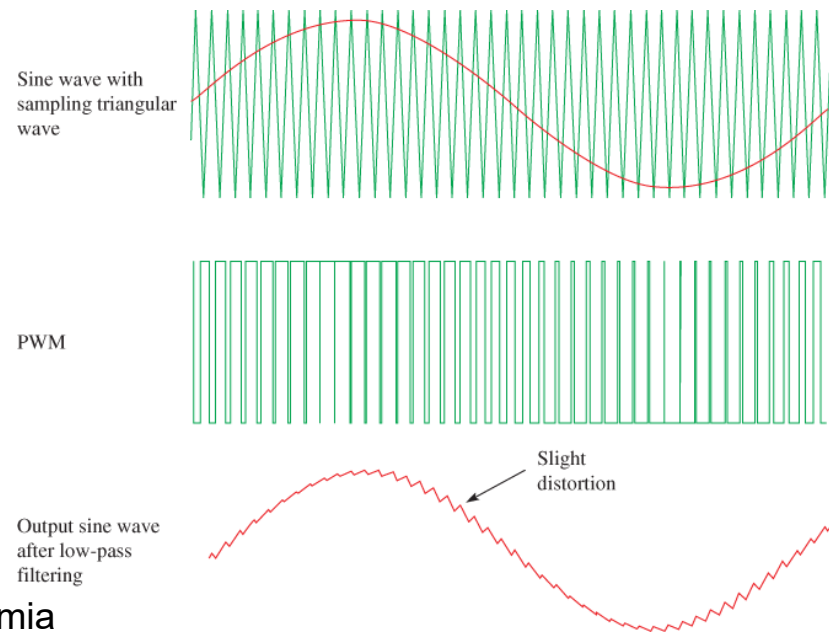 Sine wave with
sampling triangular
wave
PWM
Slight
distortion
Output sine wave
after low-pass
filtering
mia